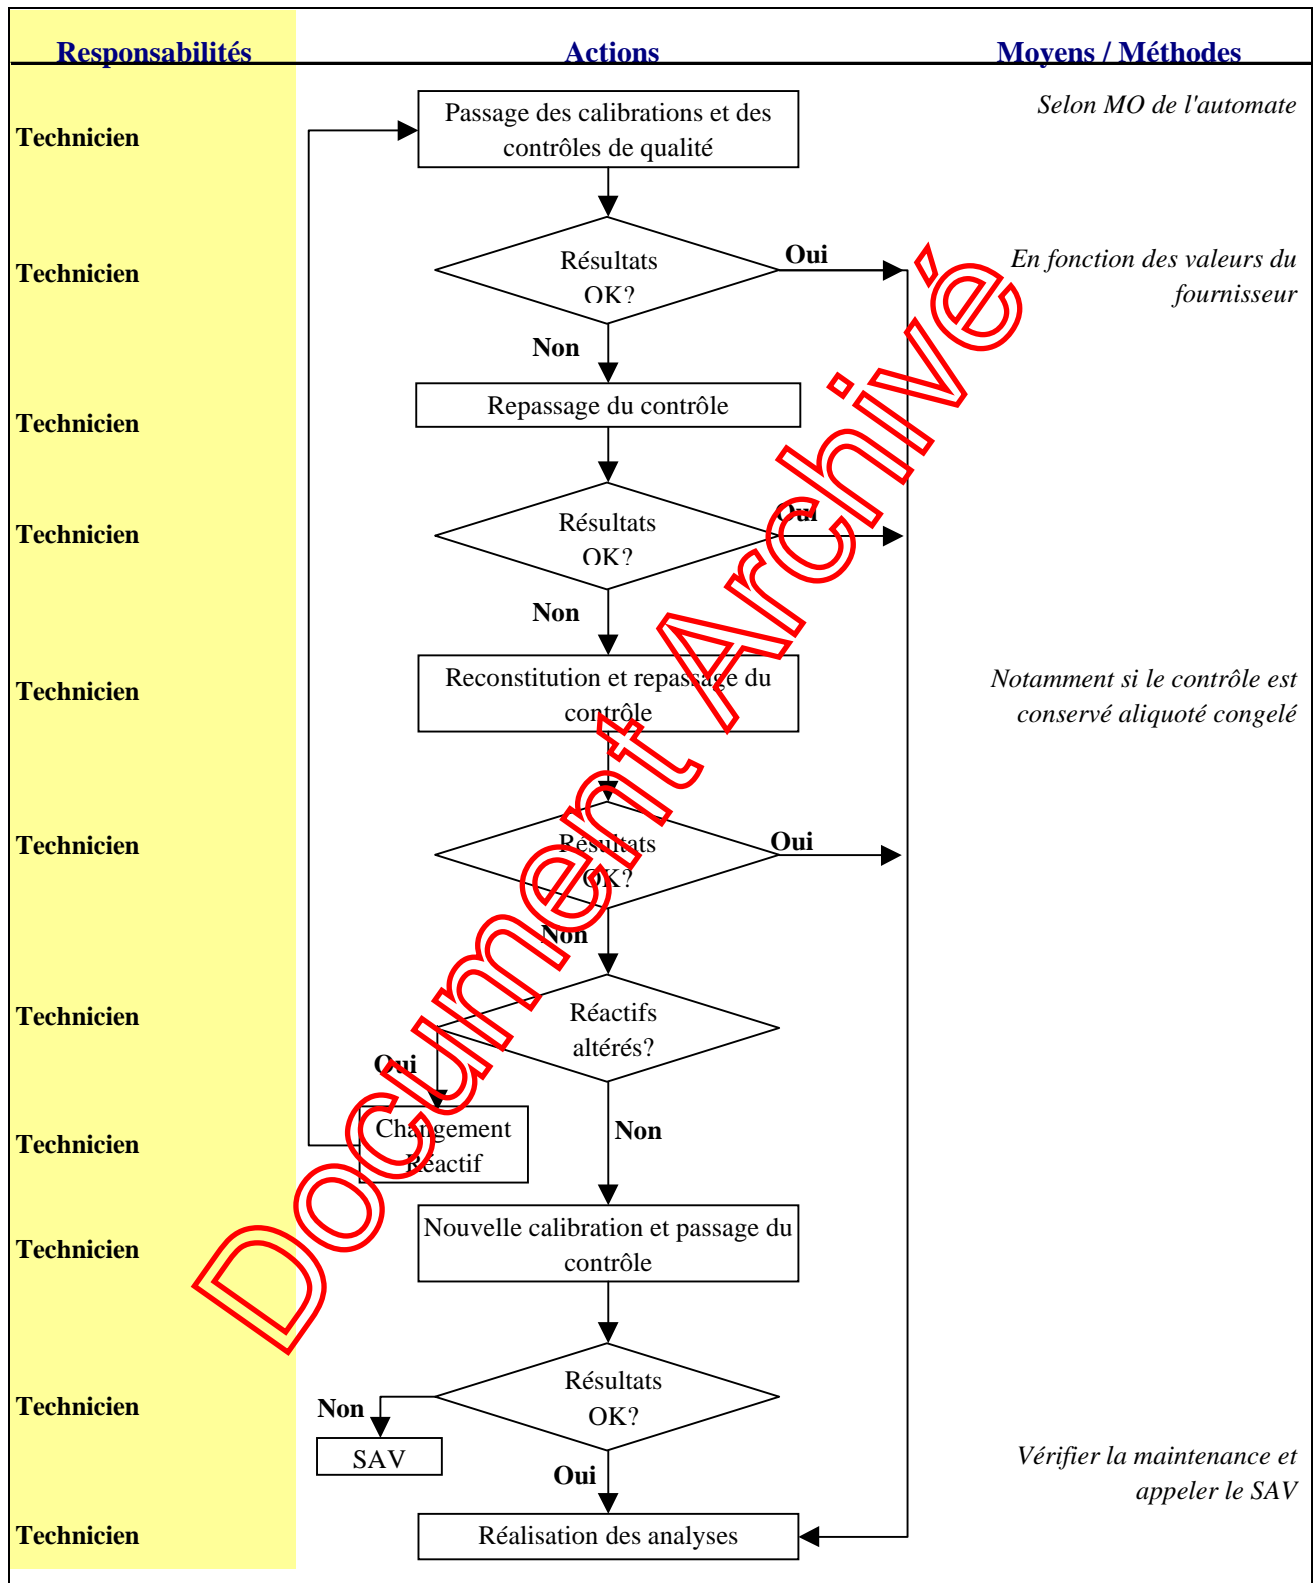 Responsabilités Actions Moyens / Méthodes
Technicien
Passage des calibrations et des
contrôles de qualité
Selon MO de l'automate
Technicien
Résultats
OK?
Oui
En fonction des valeurs du
fournisseur
Non
Technicien
Repassage du contrôle
Technicien
Résultats
OK?
Oui
Non
Technicien
Reconstitution et repassage du
contrôle
Notamment si le contrôle est
conservé aliquoté congelé
Technicien
Résultats
OK?
Oui
Non
Technicien
Réactifs
altérés?
Oui
Non
Technicien
Changement
Réactif
Technicien
Nouvelle calibration et passage du
contrôle
Technicien
Résultats
OK?
Non
SAV
Oui
Vérifier la maintenance et
appeler le SAV
Technicien
Réalisation des analyses
Document Archivé